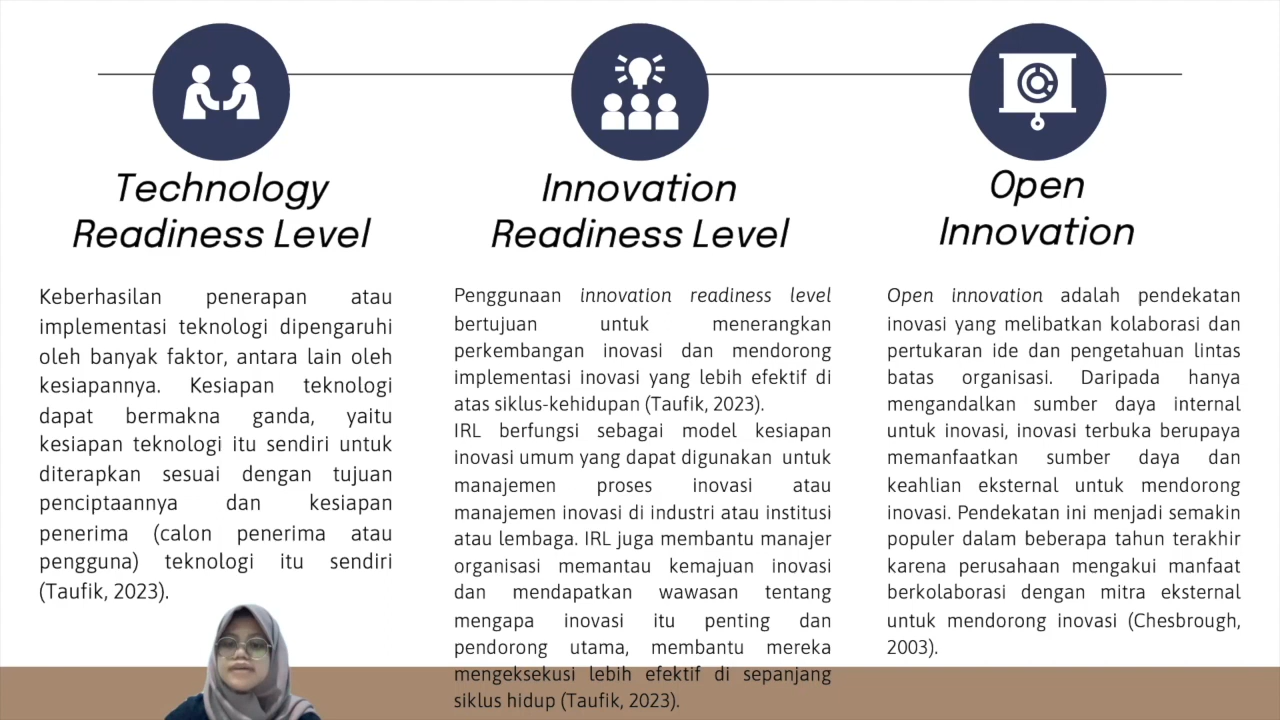 Technology
Readiness Level
Keberhasilan penerapan atau
implementasi teknologi dipengaruhi
oleh banyak faktor, antara lain oleh
kesiapannya. Kesiapan teknologi
dapat bermakna ganda, yaitu
kesiapan teknologi itu sendiri untuk
diterapkan sesuai dengan tujuan
penciptaannya dan kesiapan
penerima (calon penerima atau
pengguna) teknologi itu sendiri
(Taufik, 2023).
Innovation
Readiness Level
Penggunaan innovation readiness level
bertujuan untuk menerangkan
perkembangan inovasi dan mendorong
implementasi inovasi yang lebih efektif di
atas siklus-kehidupan (Taufik, 2023).
IRL berfungsi sebagai model kesiapan
inovasi umum yang dapat digunakan untuk
manajemen proses inovasi atau
manajemen inovasi di industri atau institusi
atau lembaga. IRL juga membantu manajer
organisasi memantau kemajuan inovasi
dan mendapatkan wawasan tentang
mengapa inovasi itu penting dan
pendorong utama, membantu mereka
mengeksekusi lebih efektif di sepanjang
siklus hidup (Taufik, 2023).
Open
Innovation
Open innovation adalah pendekatan
inovasi yang melibatkan kolaborasi dan
pertukaran ide dan pengetahuan lintas
batas organisasi. Daripada hanya
mengandalkan sumber daya internal
untuk inovasi, inovasi terbuka berupaya
memanfaatkan sumber daya dan
keahlian eksternal untuk mendorong
inovasi. Pendekatan ini menjadi semakin
populer dalam beberapa tahun terakhir
karena perusahaan mengakui manfaat
berkolaborasi dengan mitra eksternal
untuk mendorong inovasi (Chesbrough,
2003).